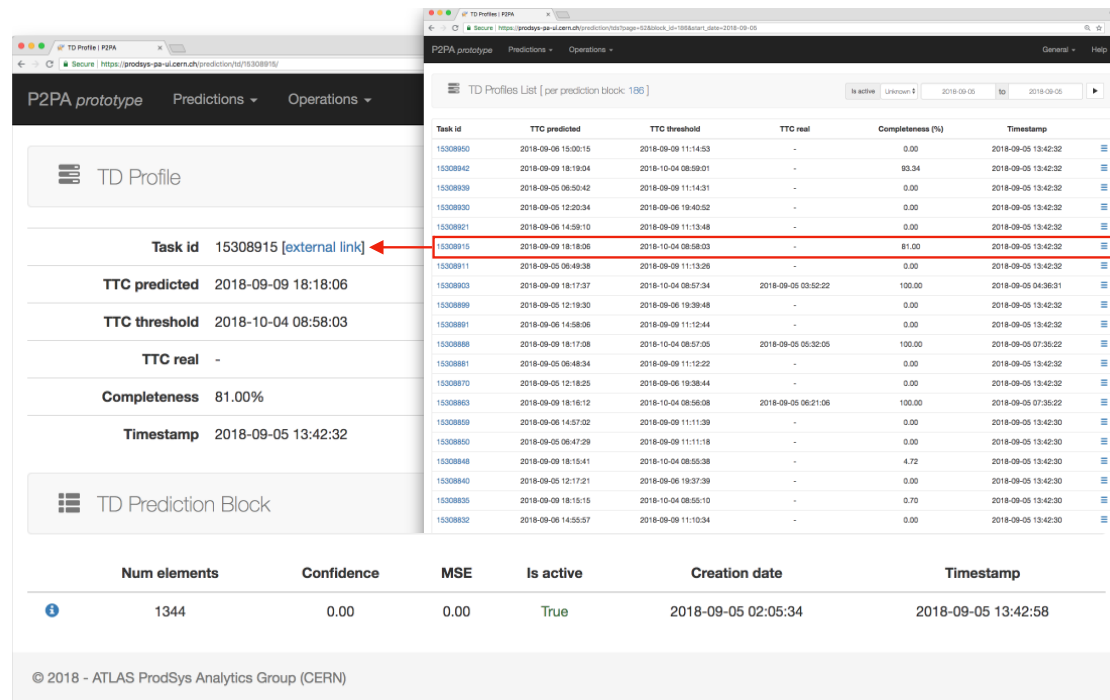 TD Profiles | P2PA
Secure | https://prodsys-pa-ui.cern.ch/prediction/tds?page=52&block_id=186&start_date=2018-09-05
P2PA prototype Predictions Operations General Help
TD Profiles List [ per prediction block: 186 ] Is active Unknown 2018-09-05 to 2018-09-05
Task id TTC predicted TTC threshold TTC real Completeness (%) Timestamp
15308950 2018-09-06 15:00:15 2018-09-09 11:14:53 - 0.00 2018-09-05 13:42:32
15308942 2018-09-09 18:19:04 2018-10-04 08:59:01 - 93.34 2018-09-05 13:42:32
15308939 2018-09-05 06:50:42 2018-09-09 11:14:31 - 0.00 2018-09-05 13:42:32
15308930 2018-09-05 12:20:34 2018-09-06 19:40:52 - 0.00 2018-09-05 13:42:32
15308921 2018-09-06 14:59:10 2018-09-09 11:13:48 - 0.00 2018-09-05 13:42:32
15308915 2018-09-09 18:18:06 2018-10-04 08:58:03 - 81.00 2018-09-05 13:42:32
15308911 2018-09-05 06:49:38 2018-09-09 11:13:26 - 0.00 2018-09-05 13:42:32
15308903 2018-09-09 18:17:37 2018-10-04 08:57:34 2018-09-05 03:52:22 100.00 2018-09-05 04:36:31
15308899 2018-09-05 12:19:30 2018-09-06 19:39:48 - 0.00 2018-09-05 13:42:32
15308891 2018-09-06 14:58:06 2018-09-09 11:12:44 - 0.00 2018-09-05 13:42:32
15308888 2018-09-09 18:17:08 2018-10-04 08:57:05 2018-09-05 05:32:05 100.00 2018-09-05 07:35:22
15308881 2018-09-05 06:48:34 2018-09-09 11:12:22 - 0.00 2018-09-05 13:42:32
15308870 2018-09-05 12:18:25 2018-09-06 19:38:44 - 0.00 2018-09-05 13:42:32
15308863 2018-09-09 18:16:12 2018-10-04 08:56:08 2018-09-05 06:21:06 100.00 2018-09-05 07:35:22
15308859 2018-09-06 14:57:02 2018-09-09 11:11:39 - 0.00 2018-09-05 13:42:30
15308850 2018-09-05 06:47:29 2018-09-09 11:11:18 - 0.00 2018-09-05 13:42:30
15308848 2018-09-09 18:15:41 2018-10-04 08:55:38 - 4.72 2018-09-05 13:42:30
15308840 2018-09-05 12:17:21 2018-09-06 19:37:39 - 0.00 2018-09-05 13:42:30
15308835 2018-09-09 18:15:15 2018-10-04 08:55:10 - 0.70 2018-09-05 13:42:30
15308832 2018-09-06 14:55:57 2018-09-09 11:10:34 - 0.00 2018-09-05 13:42:30
TD Profile | P2PA
Secure | https://prodsys-pa-ui.cern.ch/prediction/td/15308915/
P2PA prototype Predictions Operations
TD Profile
Task id 15308915 [external link]
TTC predicted 2018-09-09 18:18:06
TTC threshold 2018-10-04 08:58:03
TTC real -
Completeness 81.00%
Timestamp 2018-09-05 13:42:32
TD Prediction Block
Num elements Confidence MSE Is active Creation date Timestamp
1344 0.00 0.00 True 2018-09-05 02:05:34 2018-09-05 13:42:58
© 2018 - ATLAS ProdSys Analytics Group (CERN)